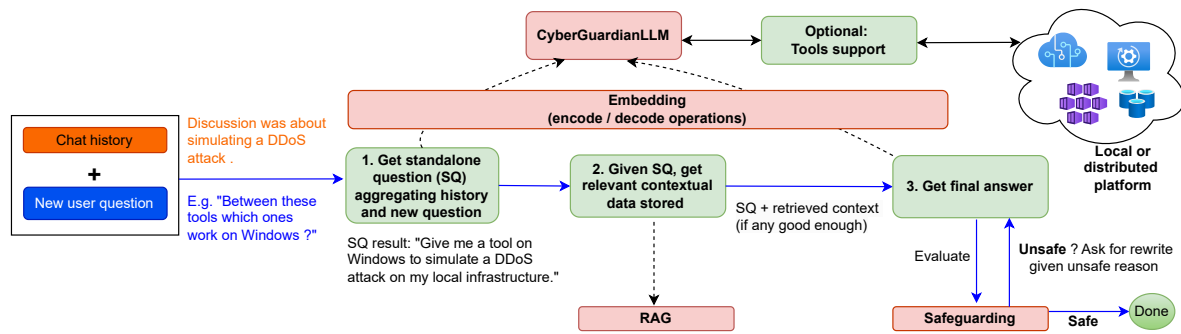 CyberGuardianLLM
Optional:
Tools support
Embedding
(encode / decode operations)
Local or
distributed
platform
Chat history
+
New user question
Discussion was about
simulating a DDoS
attack .
E.g. "Between these
tools which ones
work on Windows ?"
1. Get standalone
question (SQ)
aggregating history
and new question
SQ result: "Give me a tool on
Windows to simulate a DDoS
attack on my local infrastructure."
2. Given SQ, get
relevant contextual
data stored
SQ + retrieved context
(if any good enough)
3. Get final answer
Evaluate
Unsafe ? Ask for rewrite
given unsafe reason
RAG
Safeguarding
Safe
Done